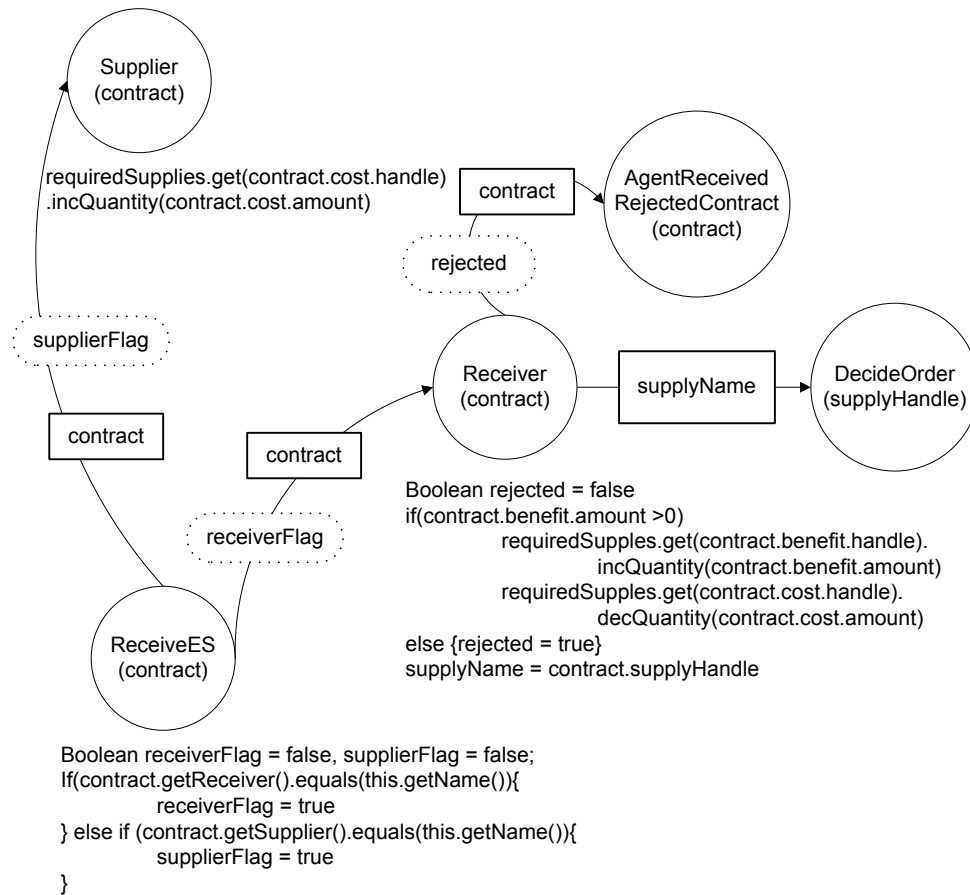 Supplier
(contract)
requiredSupplies.get(contract.cost.handle)
.incQuantity(contract.cost.amount)
contract
AgentReceived
RejectedContract
(contract)
rejected
supplierFlag
Receiver
(contract)
supplyName
DecideOrder
(supplyHandle)
contract
contract
receiverFlag
Boolean rejected = false
if(contract.benefit.amount >0)
requiredSupples.get(contract.benefit.handle).
incQuantity(contract.benefit.amount)
requiredSupples.get(contract.cost.handle).
decQuantity(contract.cost.amount)
else {rejected = true}
supplyName = contract.supplyHandle
ReceiveES
(contract)
Boolean receiverFlag = false, supplierFlag = false;
If(contract.getReceiver().equals(this.getName()){
receiverFlag = true
} else if (contract.getSupplier().equals(this.getName()){
supplierFlag = true
}